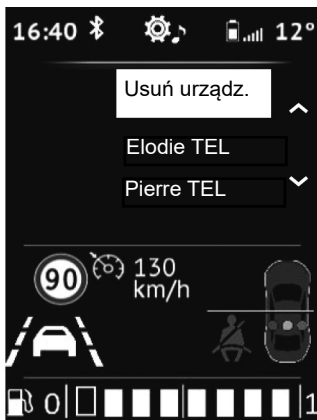 16:40 12°
Usuń urządz.
Elodie TEL
Pierre TEL
90 130
km/h
0 1